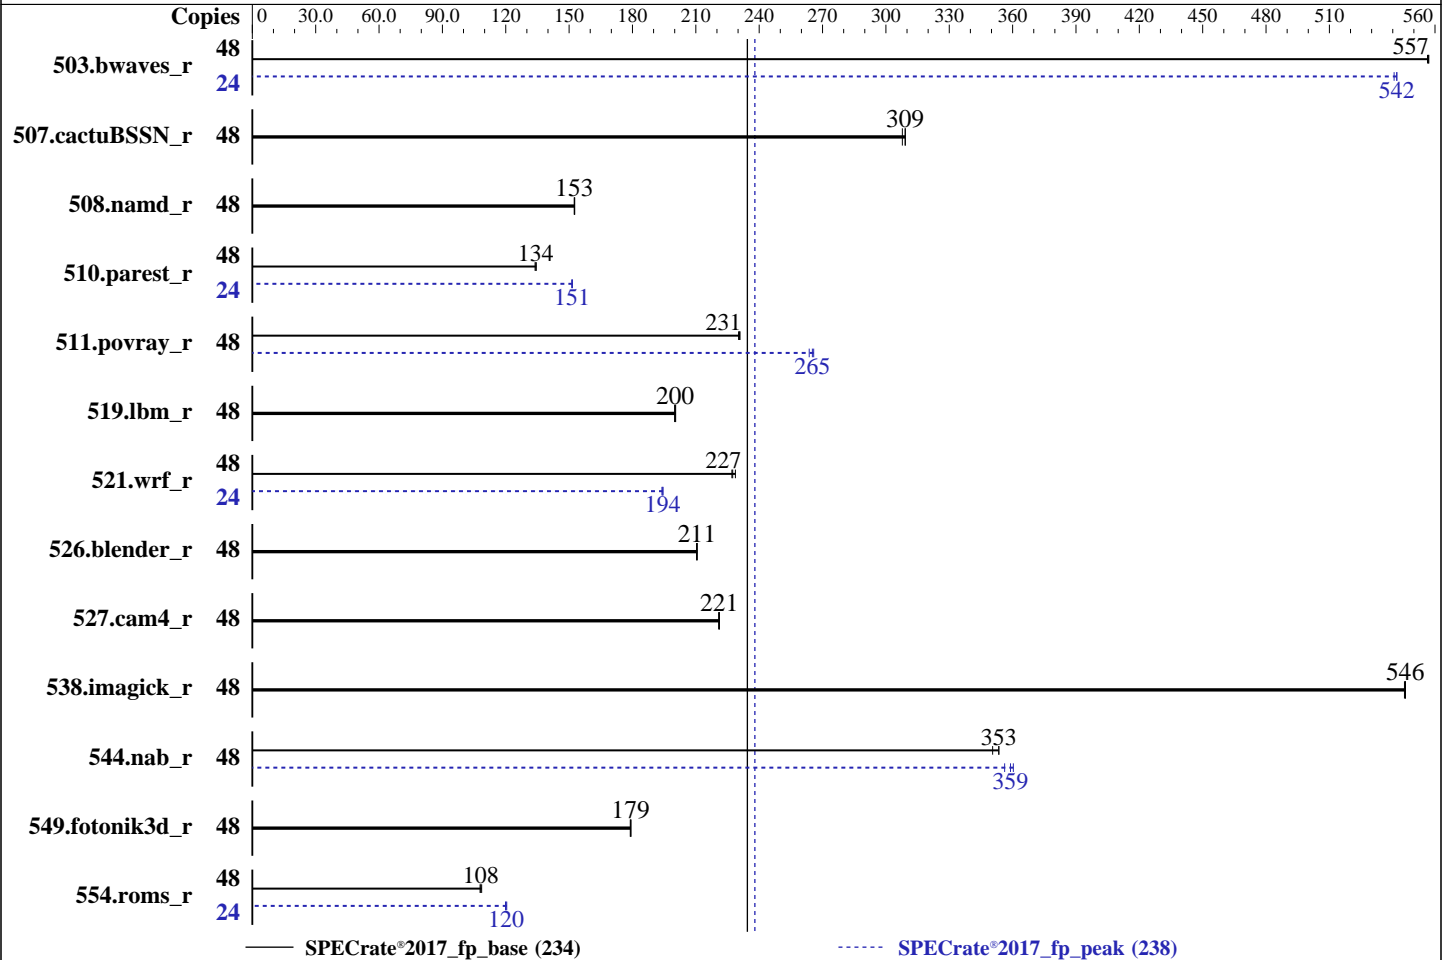 Copies 0 30.0 60.0 90.0 120 150 180 210 240 270 300 330 360 390 420 450 480 510 560
503.bwaves_r 48 557
24 542
507.cactuBSSN_r 48 309
508.namd_r 48 153
510.parest_r 48 134
24 151
511.povray_r 48 231
265
519.lbm_r 48 200
521.wrf_r 48 227
24 194
526.blender_r 48 211
527.cam4_r 48 221
538.imagick_r 48 546
544.nab_r 48 353
359
549.fotonik3d_r 48 179
554.roms_r 48 108
24 120
SPECrate®2017_fp_base (234) SPECrate®2017_fp_peak (238)